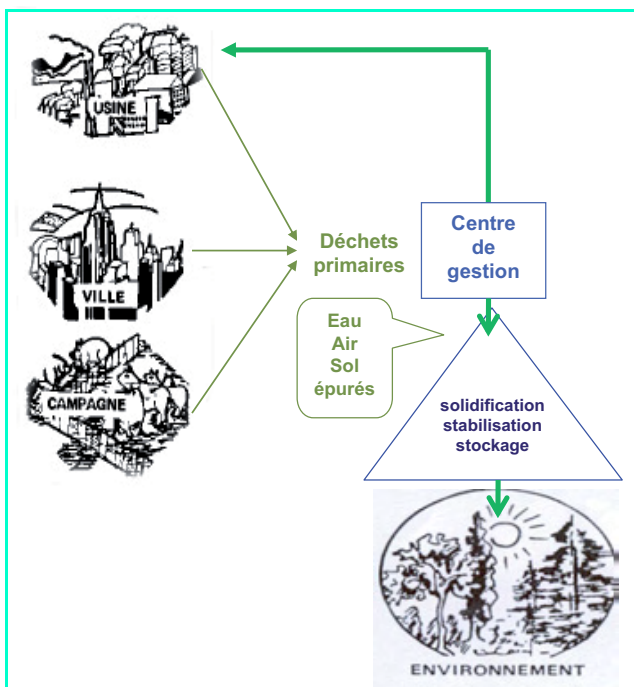 USINE
VILLE
CAMPAGNE
Déchets
primaires
Centre
de
gestion
Eau
Air
Sol
épurés
solidification
stabilisation
stockage
ENVIRONNEMENT